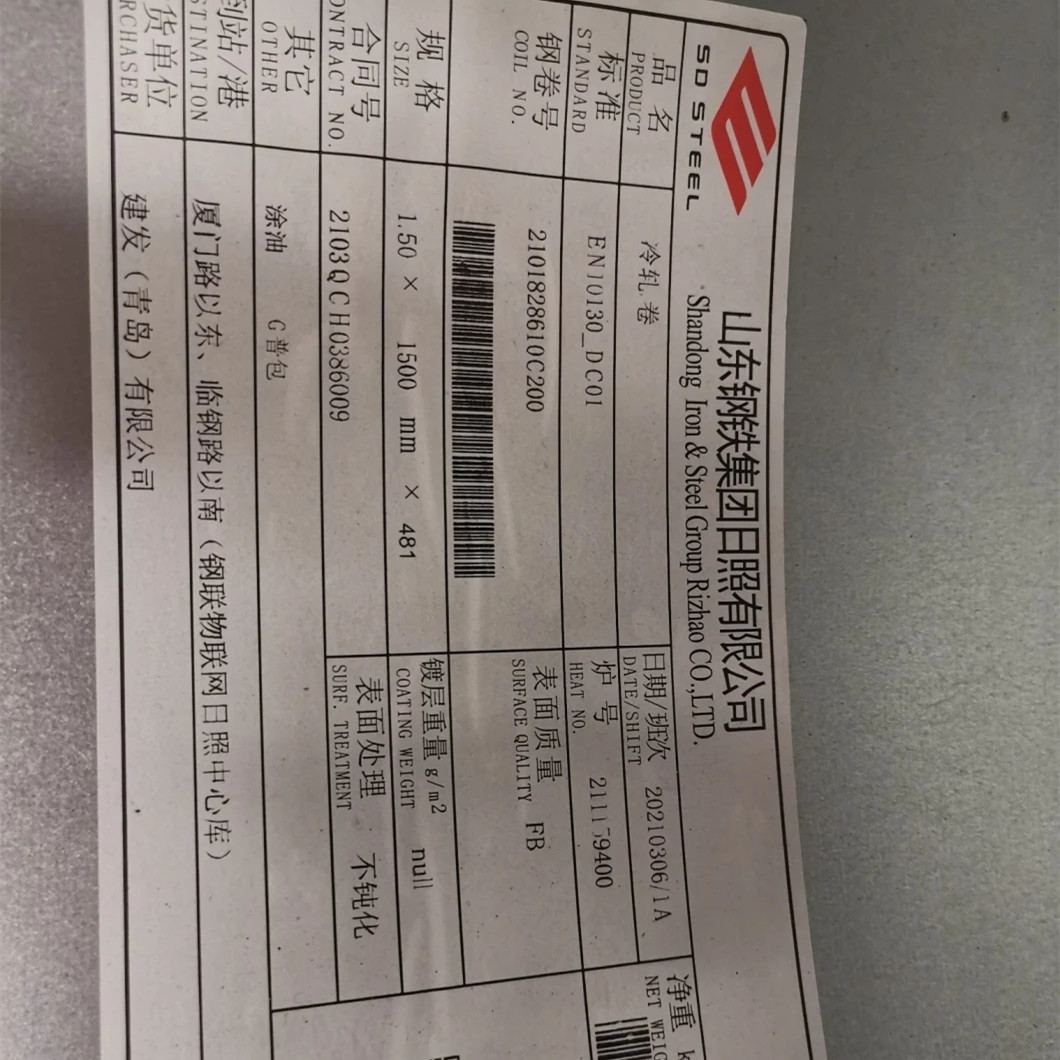 SD STEEL
山东钢铁集团日照有限公司
Shandong Iron & Steel Group Rizhao CO.,LTD.
品 名 冷轧卷 日期/班次 20210306/1A 净重
PRODUCT DATE/SHIFT NET
标准 EN10130_DC01 炉号
STANDARD HEAT NO.
钢卷号 2101828610C200 表面质量 FB
COIL NO. SURFACE QUALITY
规格 1.50 × 1500 mm × 481 镀层重量g/m2 null
SIZE COATING WEIGHT
合同号 2103QCH0386009 表面处理 不钝化
ONTRACT NO. SURF. TREATMENT
其它 涂油 G普包
OTHER
到站/港 厦门路以东、临钢路以南(钢联物联网日照中心库)
STINATION
货单位 建发(青岛)有限公司
RCHASER